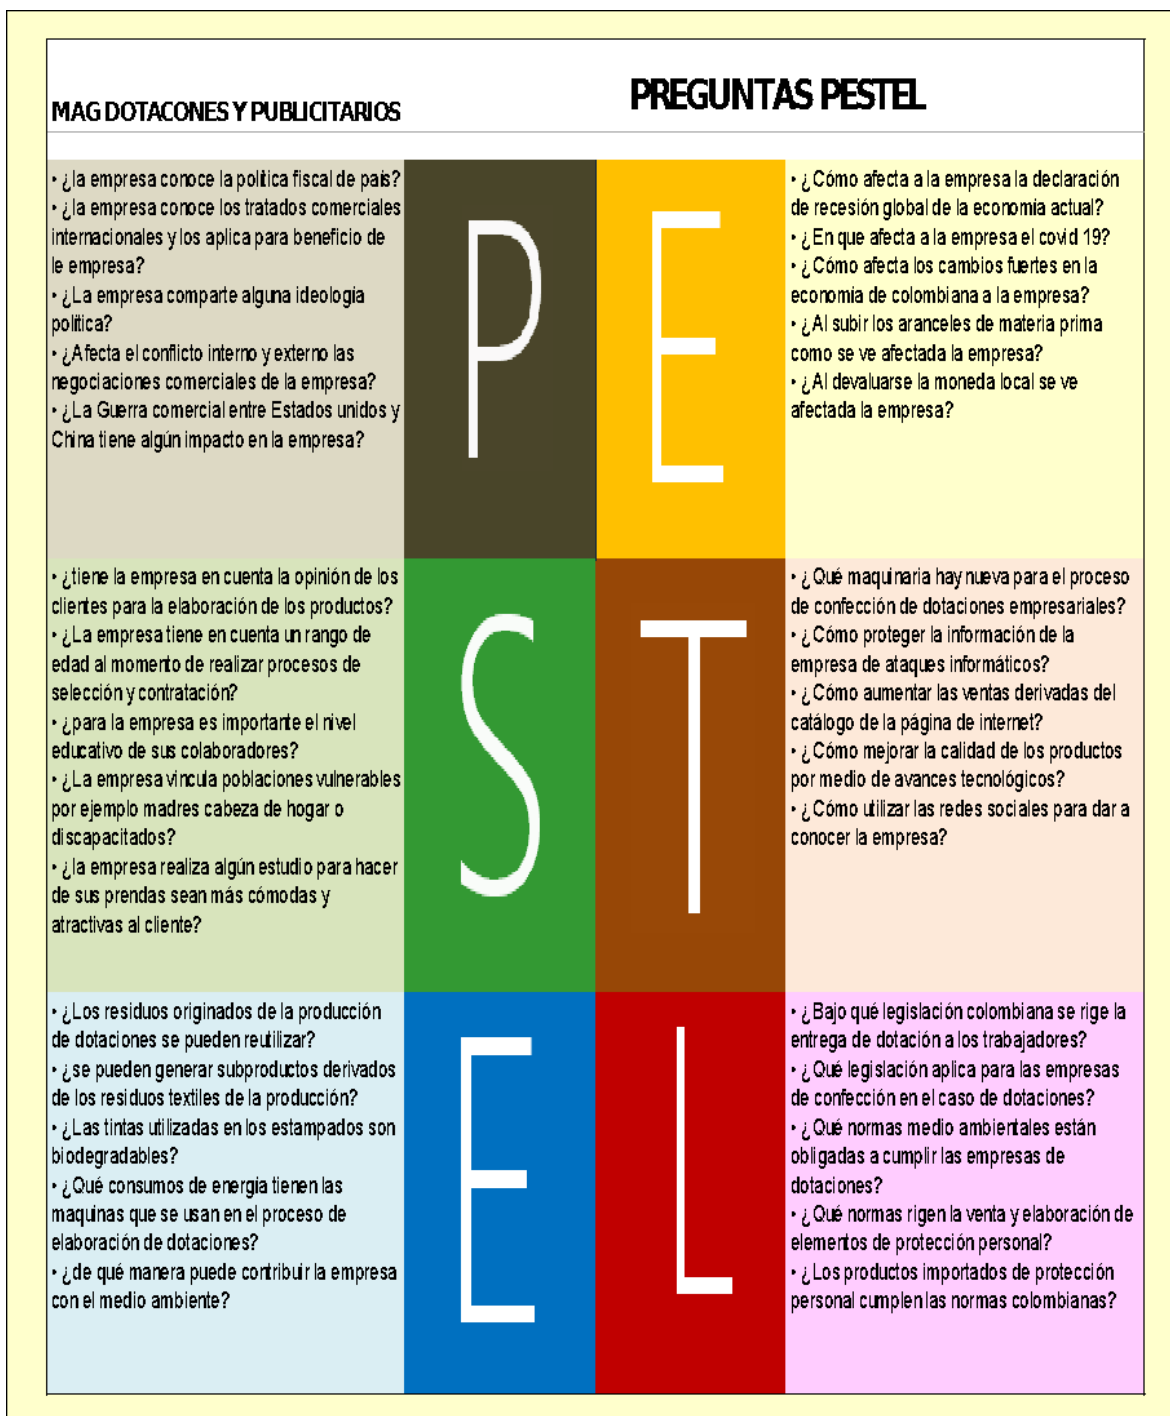 MAG DOTACONES Y PUBLICITARIOS
PREGUNTAS PESTEL
• ¿la empresa conoce la politica fiscal de país?
• ¿la empresa conoce los tratados comerciales
internacionales y los aplica para beneficio de
le empresa?
• ¿La empresa comparte alguna ideología
política?
• ¿Afecta el conflicto interno y externo las
negociaciones comerciales de la empresa?
• ¿La Guerra comercial entre Estados unidos y
China tiene algún impacto en la empresa?
P
E
• ¿Cómo afecta a la empresa la declaración
de recesión global de la economía actual?
• ¿En que afecta a la empresa el covid 19?
• ¿Cómo afecta los cambios fuertes en la
economía de colombiana a la empresa?
• ¿Al subir los aranceles de materia prima
como se ve afectada la empresa?
• ¿Al devaluarse la moneda local se ve
afectada la empresa?
• ¿tiene la empresa en cuenta la opinión de los
clientes para la elaboración de los productos?
• ¿La empresa tiene en cuenta un rango de
edad al momento de realizar procesos de
selección y contratación?
• ¿para la empresa es importante el nivel
educativo de sus colaboradores?
• ¿La empresa vincula poblaciones vulnerables
por ejemplo madres cabeza de hogar o
discapacitados?
• ¿la empresa realiza algún estudio para hacer
de sus prendas sean más cómodas y
atractivas al cliente?
S
T
• ¿Qué maquinaria hay nueva para el proceso
de confección de dotaciones empresariales?
• ¿Cómo proteger la información de la
empresa de ataques informáticos?
• ¿Cómo aumentar las ventas derivadas del
catálogo de la página de internet?
• ¿Cómo mejorar la calidad de los productos
por medio de avances tecnológicos?
• ¿Cómo utilizar las redes sociales para dar a
conocer la empresa?
• ¿Los residuos originados de la producción
de dotaciones se pueden reutilizar?
• ¿se pueden generar subproductos derivados
de los residuos textiles de la producción?
• ¿Las tintas utilizadas en los estampados son
biodegradables?
• ¿Qué consumos de energía tienen las
maquinas que se usan en el proceso de
elaboración de dotaciones?
• ¿de qué manera puede contribuir la empresa
con el medio ambiente?
E
L
• ¿Bajo qué legislación colombiana se rige la
entrega de dotación a los trabajadores?
• ¿Qué legislación aplica para las empresas
de confección en el caso de dotaciones?
• ¿Qué normas medio ambientales están
obligadas a cumplir las empresas de
dotaciones?
• ¿Qué normas rigen la venta y elaboración de
elementos de protección personal?
• ¿Los productos importados de protección
personal cumplen las normas colombianas?